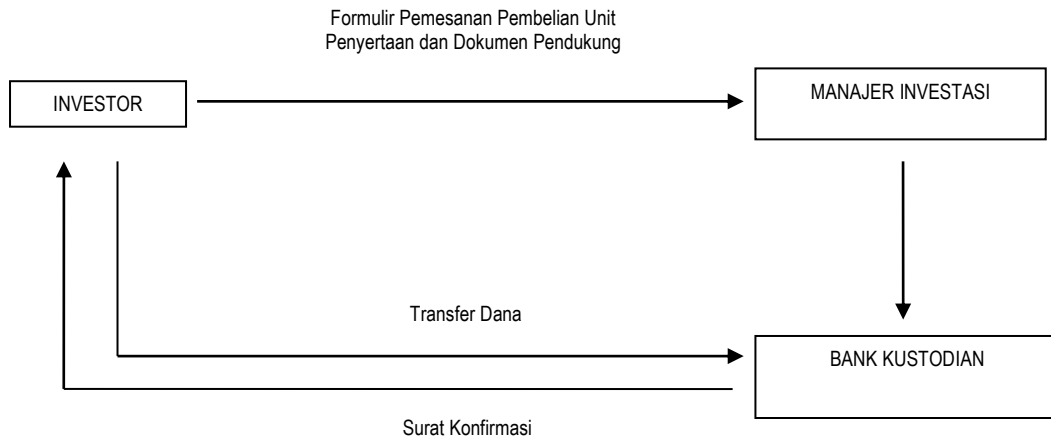 Formulir Pemesanan Pembelian Unit
Penyertaan dan Dokumen Pendukung
INVESTOR
MANAJER INVESTASI
Transfer Dana
BANK KUSTODIAN
Surat Konfirmasi